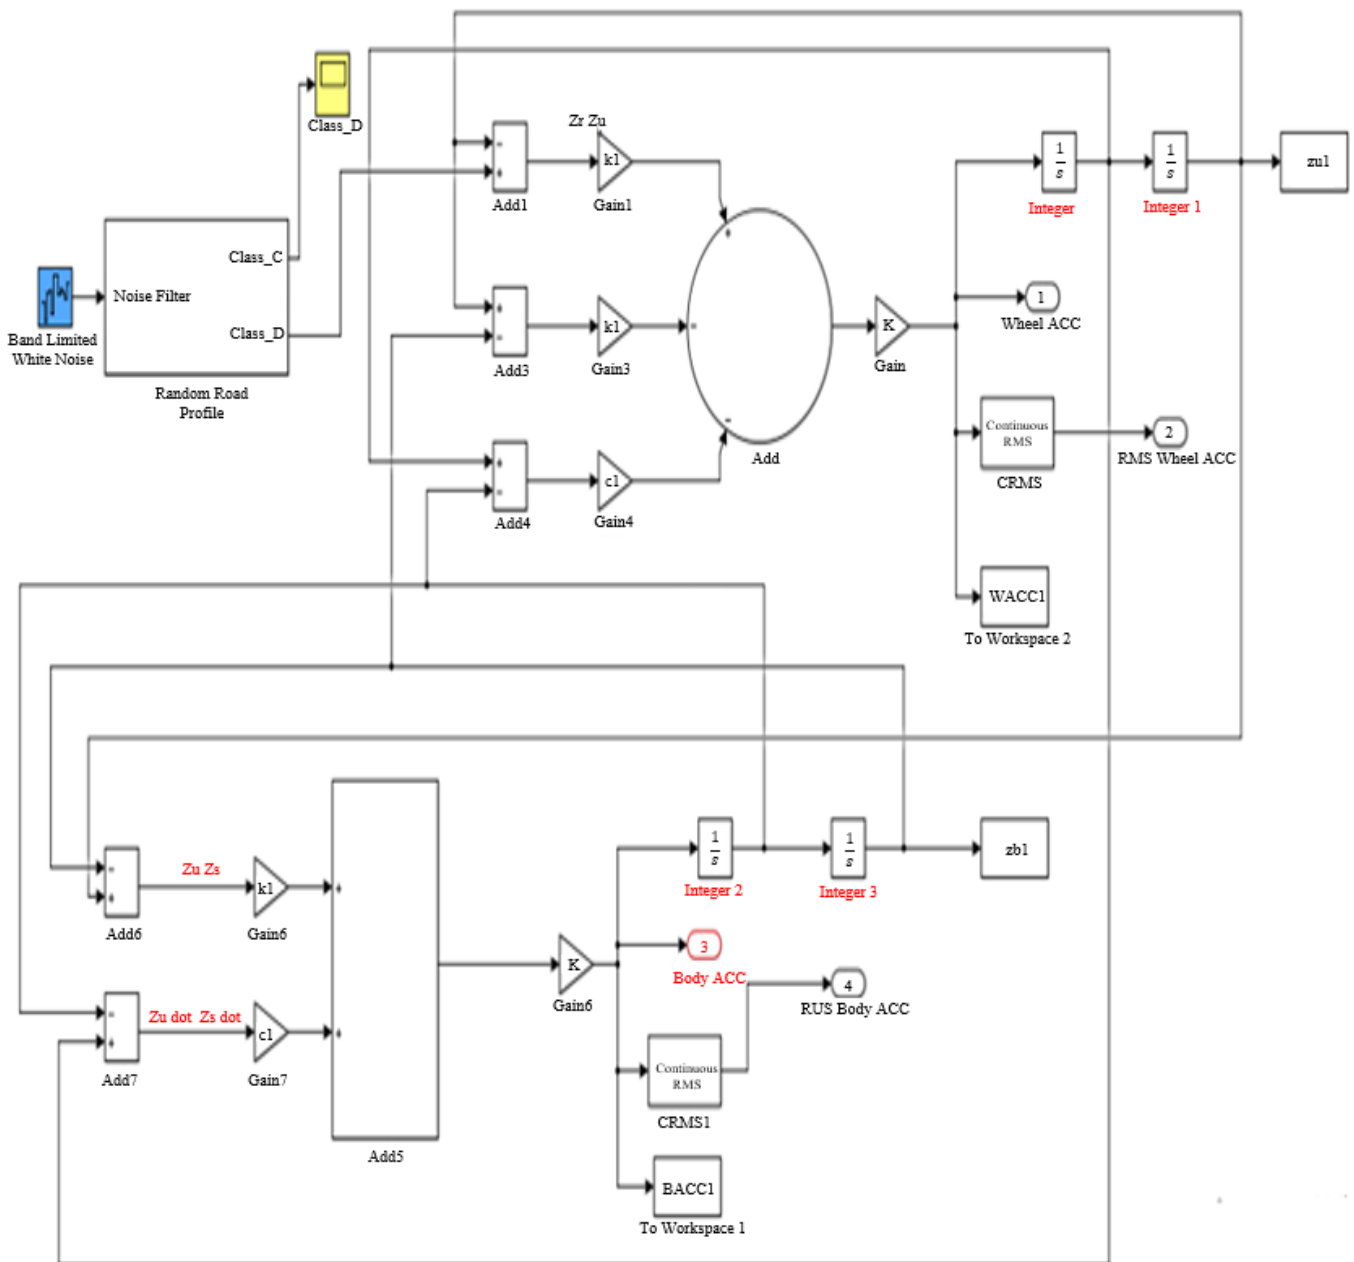 Class_D
Zr Zu
k1
Add1
Gain1
1
s
Integer
1
s
Integer 1
zu1
Class_C
Noise Filter
Class_D
Band Limited
White Noise
Random Road
Profile
k1
Add3
Gain3
K
Gain
1
Wheel ACC
Continuous
RMS
CRMS
2
RMS Wheel ACC
c1
Add4
Gain4
Add
WACC1
To Workspace 2
Zu Zs
k1
Add6
Gain6
1
s
Integer 2
1
s
Integer 3
zb1
Zu dot Zs dot
c1
Add7
Gain7
Add5
K
Gain6
3
Body ACC
4
RUS Body ACC
Continuous
RMS
CRMS1
BACC1
To Workspace 1